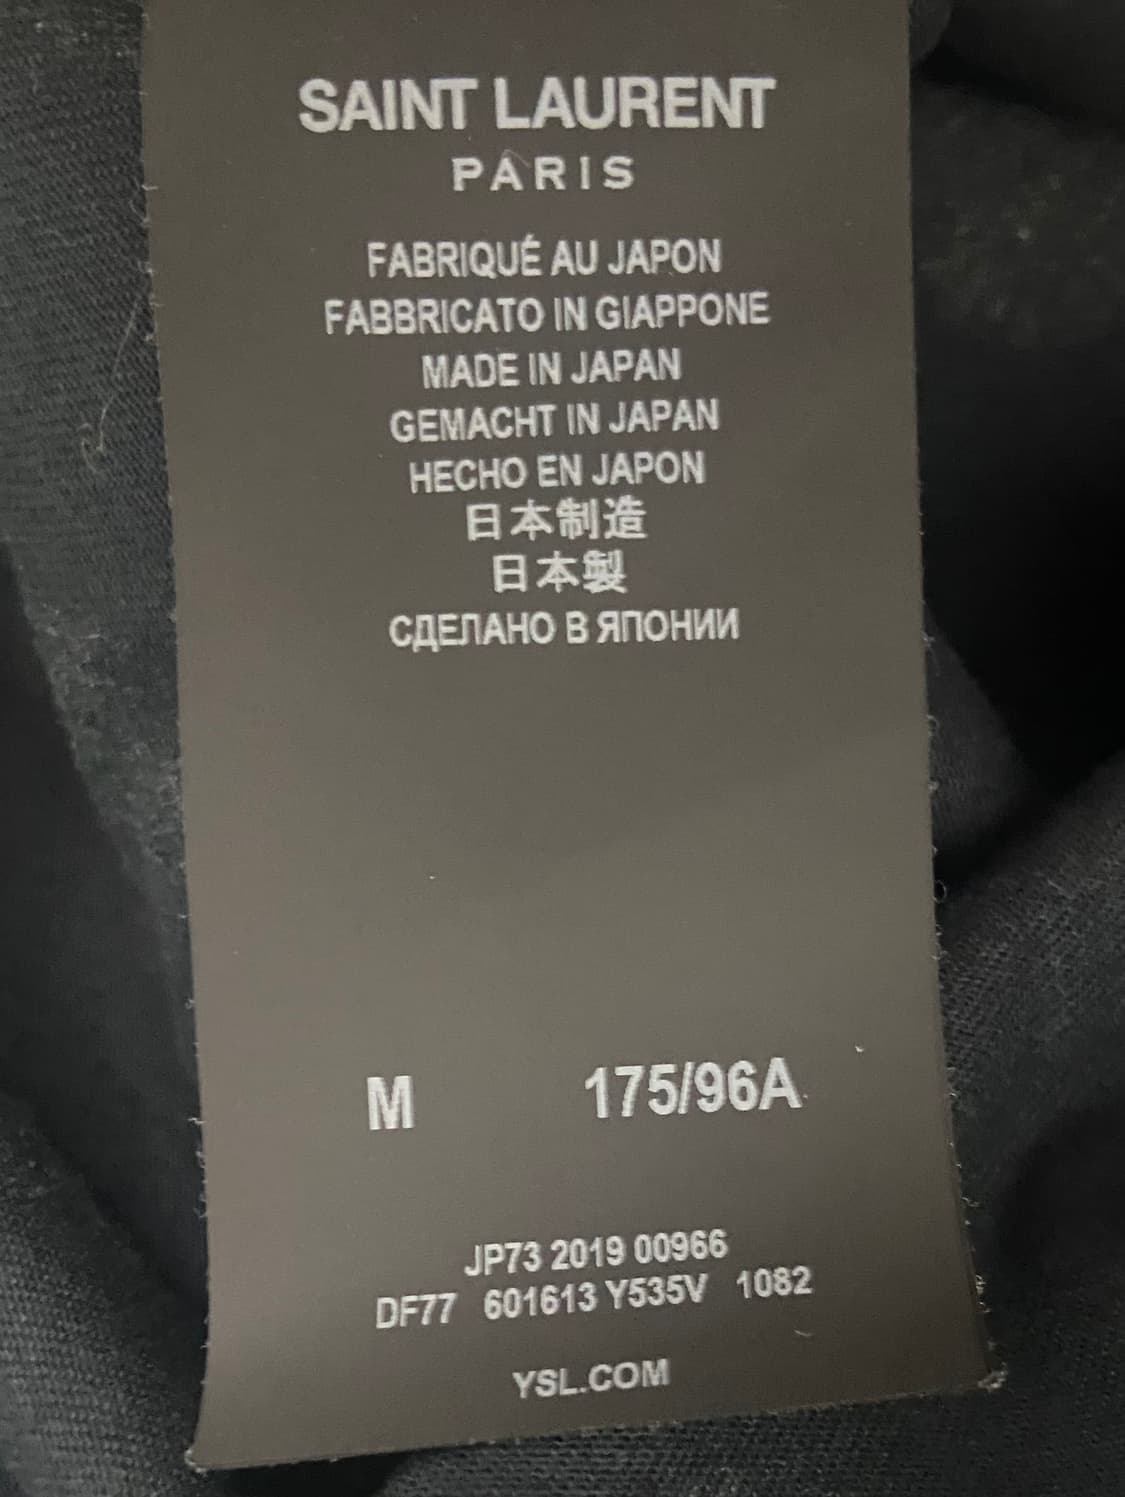 SAINT LAURENT
PARIS
FABRIQUÉ AU JAPON
FABBRICATO IN GIAPPONE
MADE IN JAPAN
GEMACHT IN JAPAN
HECHO EN JAPON
日本制造
日本製
СДЕЛАНО В ЯПОНИИ
M 175/96A
JP73 2019 00966
DF77 601613 Y535V 1082
YSL.COM